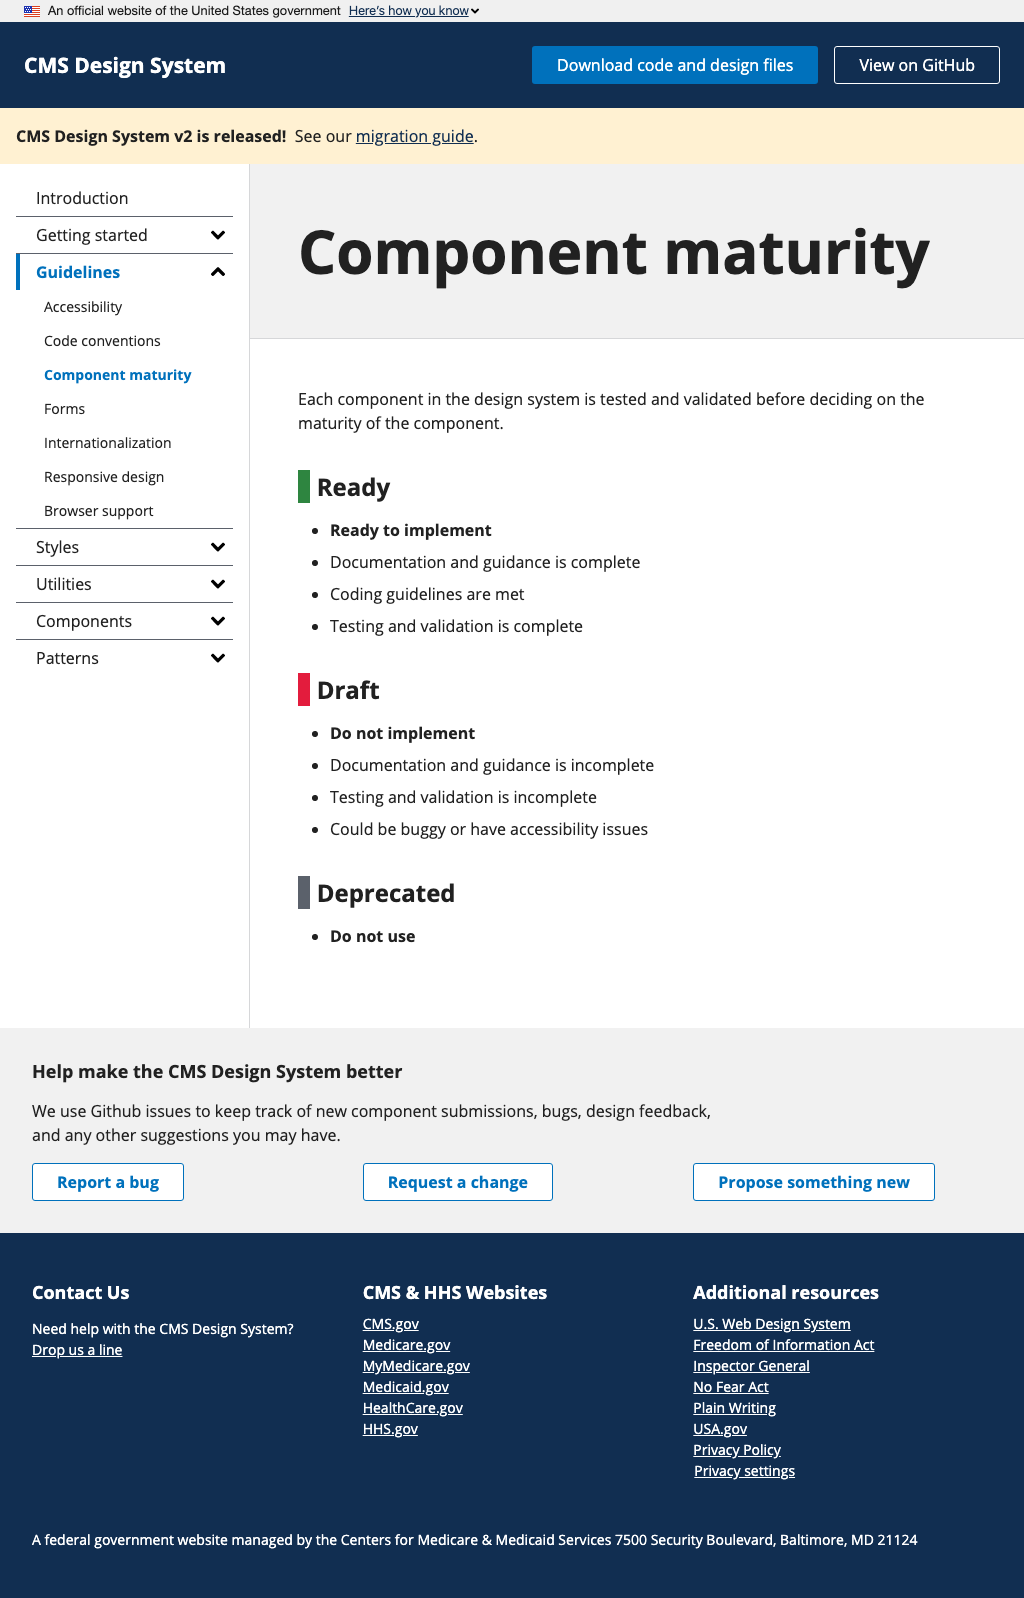 An official website of the United States government Here's how you know
CMS Design System
Download code and design files
View on GitHub
CMS Design System v2 is released! See our migration guide.
Introduction
Getting started
Guidelines
Accessibility
Code conventions
Component maturity
Forms
Internationalization
Responsive design
Browser support
Styles
Utilities
Components
Patterns
Component maturity
Each component in the design system is tested and validated before deciding on the
maturity of the component.
Ready
Ready to implement
Documentation and guidance is complete
Coding guidelines are met
Testing and validation is complete
Draft
Do not implement
Documentation and guidance is incomplete
Testing and validation is incomplete
Could be buggy or have accessibility issues
Deprecated
Do not use
Help make the CMS Design System better
We use Github issues to keep track of new component submissions, bugs, design feedback,
and any other suggestions you may have.
Report a bug
Request a change
Propose something new
Contact Us
Need help with the CMS Design System?
Drop us a line
CMS & HHS Websites
CMS.gov
Medicare.gov
MyMedicare.gov
Medicaid.gov
HealthCare.gov
HHS.gov
Additional resources
U.S. Web Design System
Freedom of Information Act
Inspector General
No Fear Act
Plain Writing
USA.gov
Privacy Policy
Privacy settings
A federal government website managed by the Centers for Medicare & Medicaid Services 7500 Security Boulevard, Baltimore, MD 21124